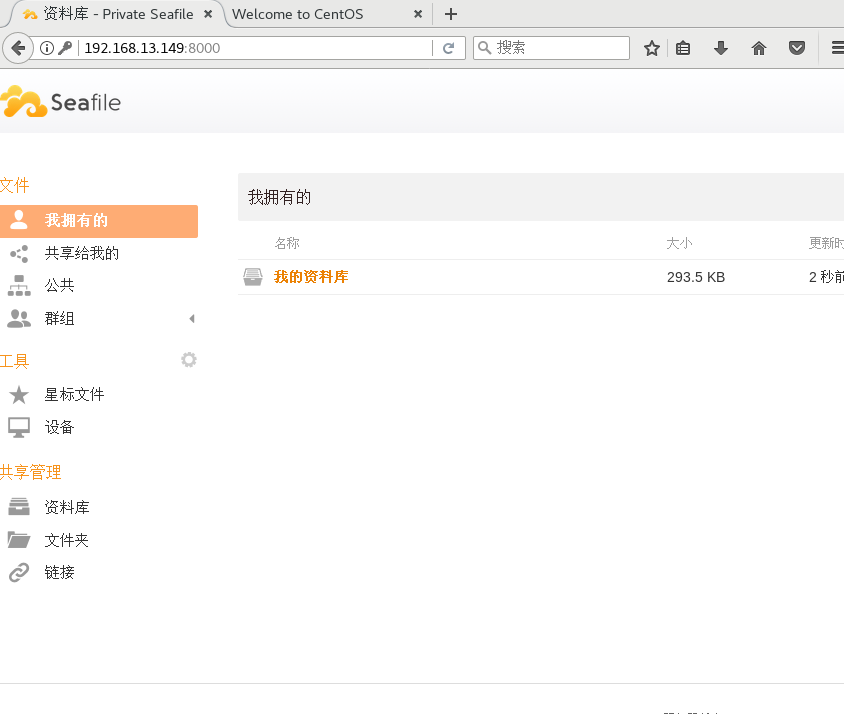 资料库 - Private Seafile
Welcome to CentOS
192.168.13.149:8000
搜索
Seafile
文件
我拥有的
共享给我的
公共
群组
工具
星标文件
设备
共享管理
资料库
文件夹
链接
我拥有的
名称 大小 更新时
我的资料库 293.5 KB 2 秒前